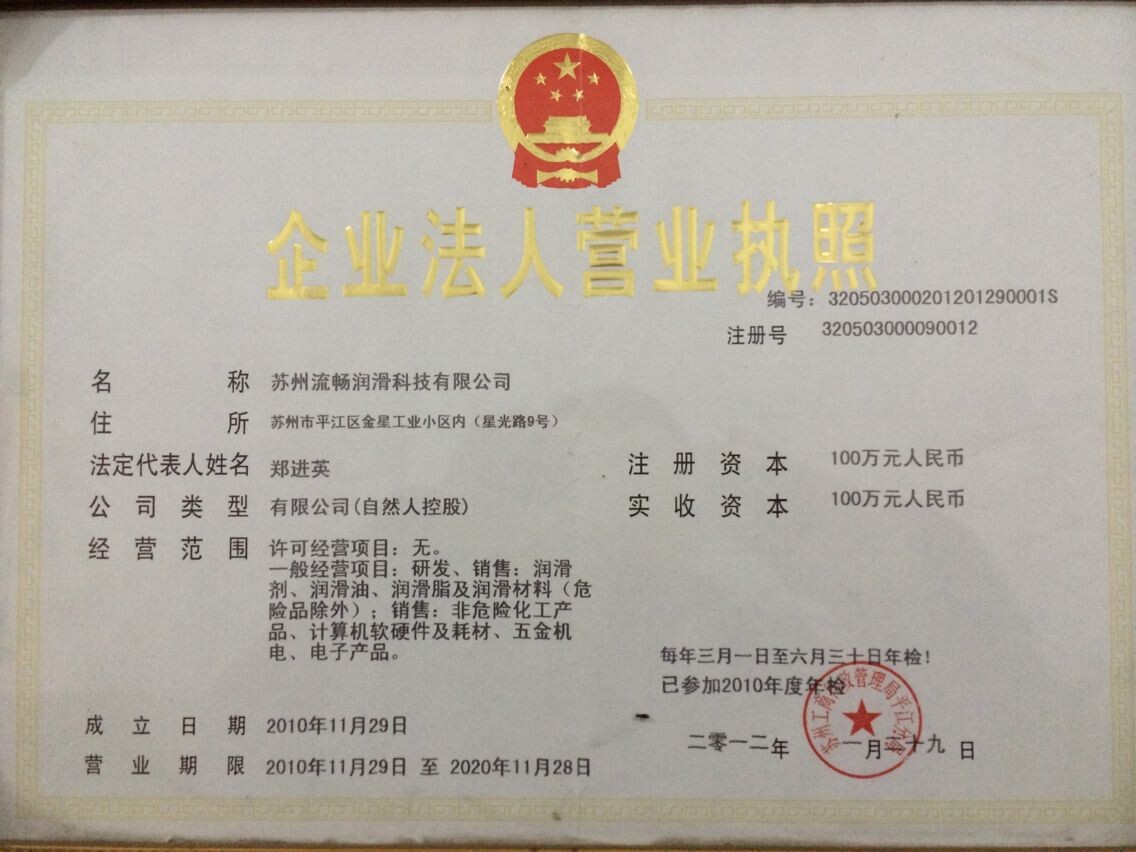 企业法人营业执照
编号：320503000201201290001S
注册号 320503000090012
名称 苏州流畅润滑科技有限公司
住所 苏州市平江区金星工业小区内（星光路9号）
法定代表人姓名 郑进英
注册资本 100万元人民币
公司类型 有限公司(自然人控股)
实收资本 100万元人民币
经营范围 许可经营项目：无。
一般经营项目：研发、销售：润滑
剂、润滑油、润滑脂及润滑材料（危
险品除外）；销售：非危险化工产
品、计算机软硬件及耗材、五金机
电、电子产品。
每年三月一日至六月三十日年检！
已参加2010年度年检
成立日期 2010年11月29日
二零一二年 一月二十九日
营业期限 2010年11月29日 至 2020年11月28日